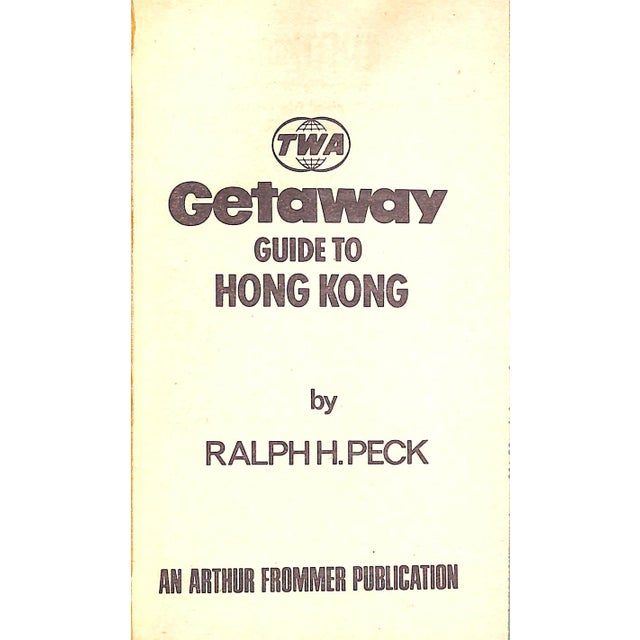 TWA
Getaway
GUIDE TO
HONG KONG
by
RALPH H. PECK
AN ARTHUR FROMMER PUBLICATION